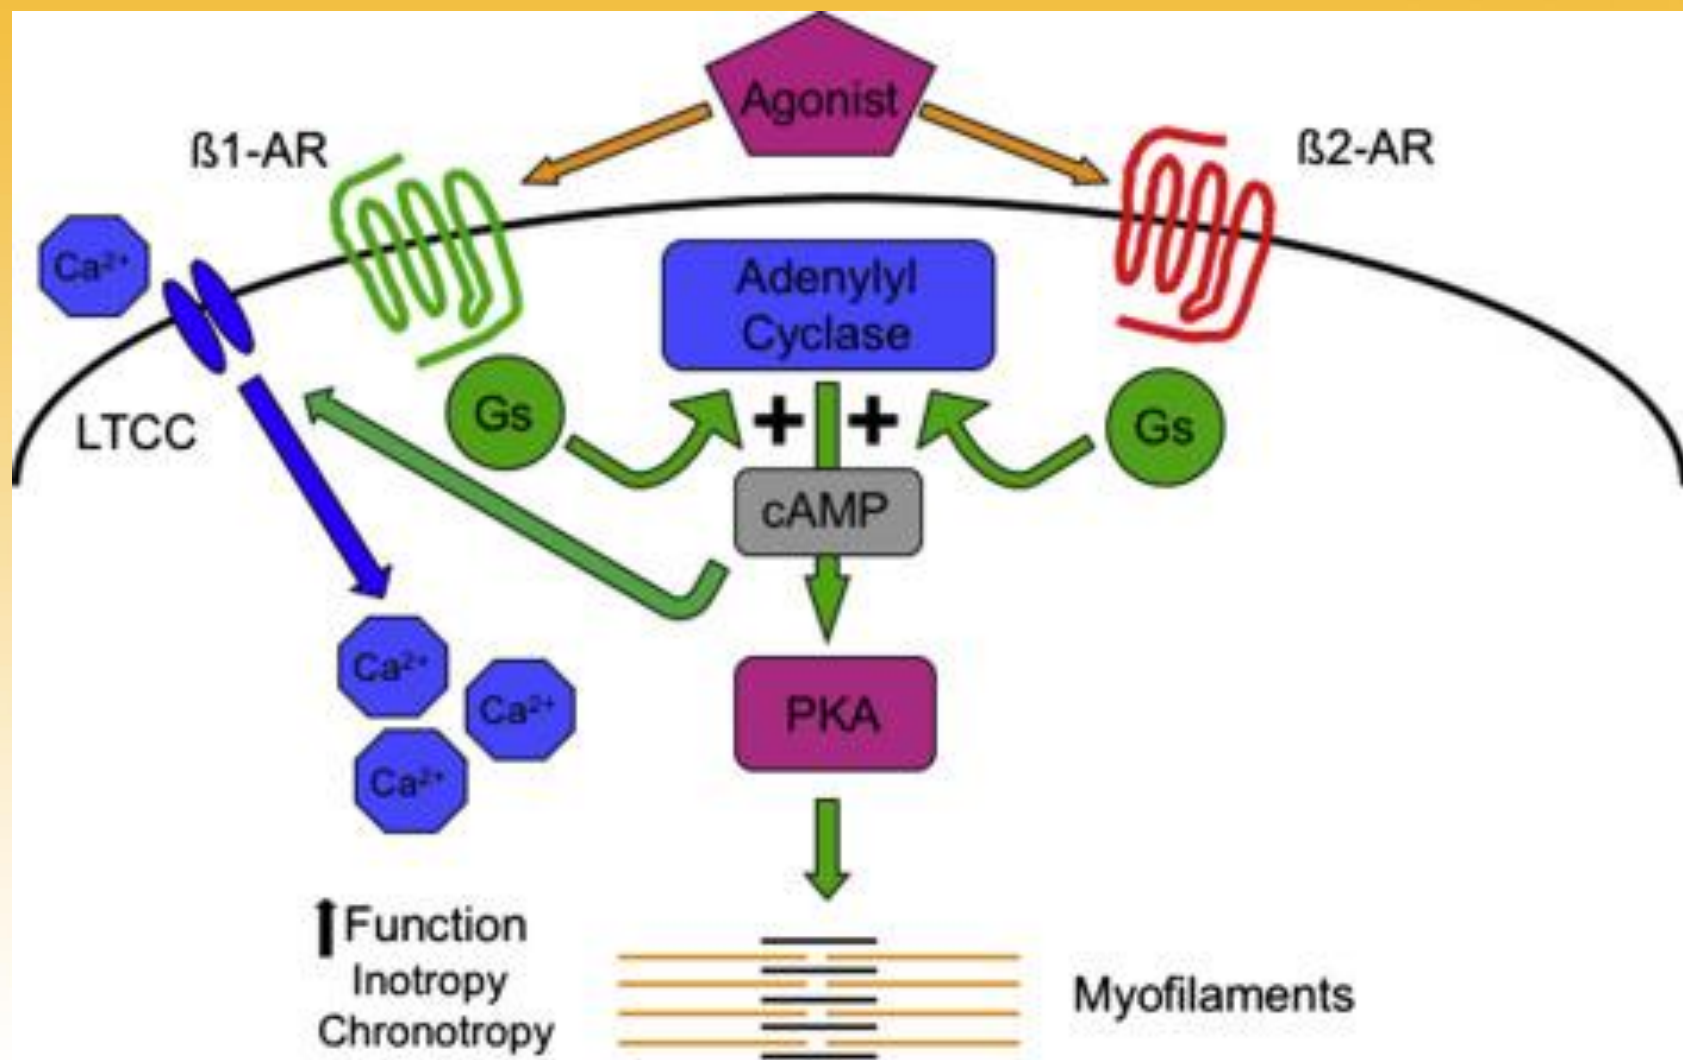 Agonist
ß1-AR
ß2-AR
Ca²⁺
Adenylyl
Cyclase
LTCC
Gs
+ +
Gs
cAMP
Ca²⁺
Ca²⁺
Ca²⁺
PKA
Function
Inotropy
Chronotropy
Myofilaments